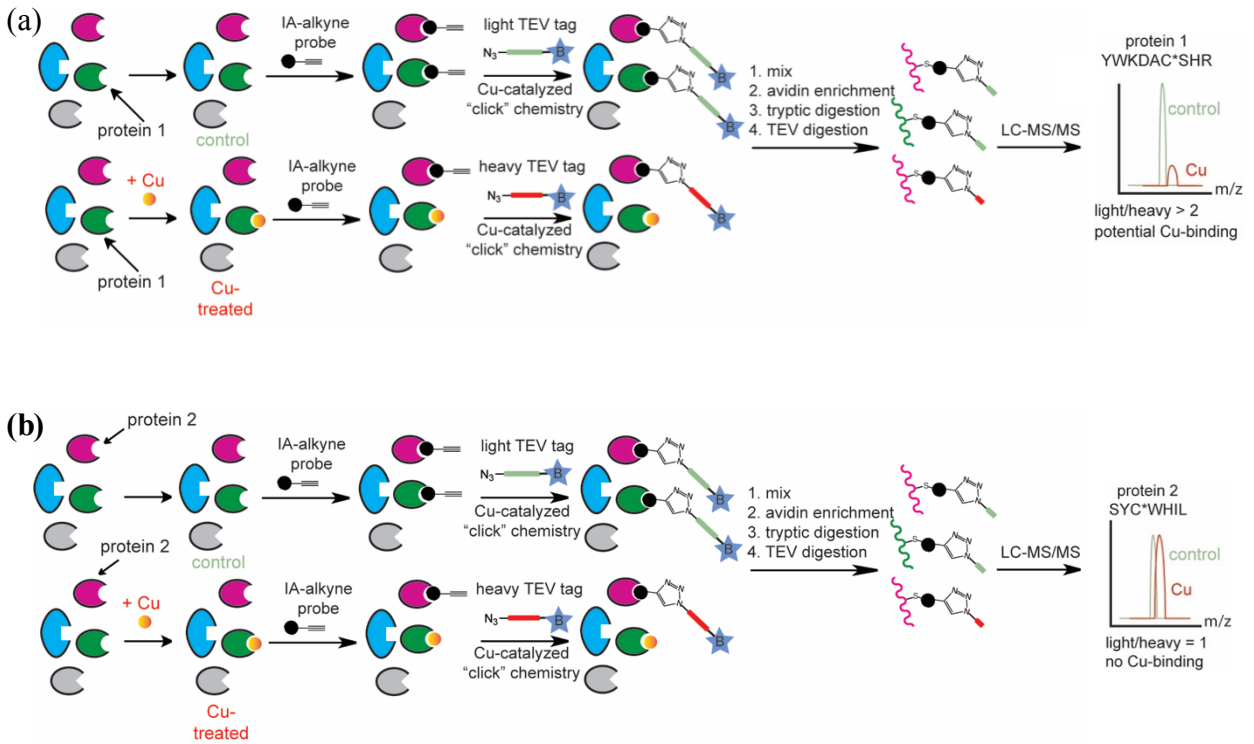 (a)
IA-alkyne
probe
light TEV tag
N3
B
Cu-catalyzed
"click" chemistry
protein 1
control
N
N
N
B
N
N
N
B
+ Cu
IA-alkyne
probe
heavy TEV tag
N3
B
Cu-catalyzed
"click" chemistry
protein 1
Cu-
treated
N
N
N
B
1. mix
2. avidin enrichment
3. tryptic digestion
4. TEV digestion
S
N
N
N
S
N
N
N
S
N
N
N
LC-MS/MS
protein 1
YWKDAC*SHR
control
Cu
m/z
light/heavy > 2
potential Cu-binding
(b)
protein 2
IA-alkyne
probe
light TEV tag
N3
B
Cu-catalyzed
"click" chemistry
control
N
N
N
B
N
N
N
B
protein 2
+ Cu
IA-alkyne
probe
heavy TEV tag
N3
B
Cu-catalyzed
"click" chemistry
Cu-
treated
N
N
N
B
1. mix
2. avidin enrichment
3. tryptic digestion
4. TEV digestion
S
N
N
N
S
N
N
N
S
N
N
N
LC-MS/MS
protein 2
SYC*WHIL
control
Cu
m/z
light/heavy = 1
no Cu-binding